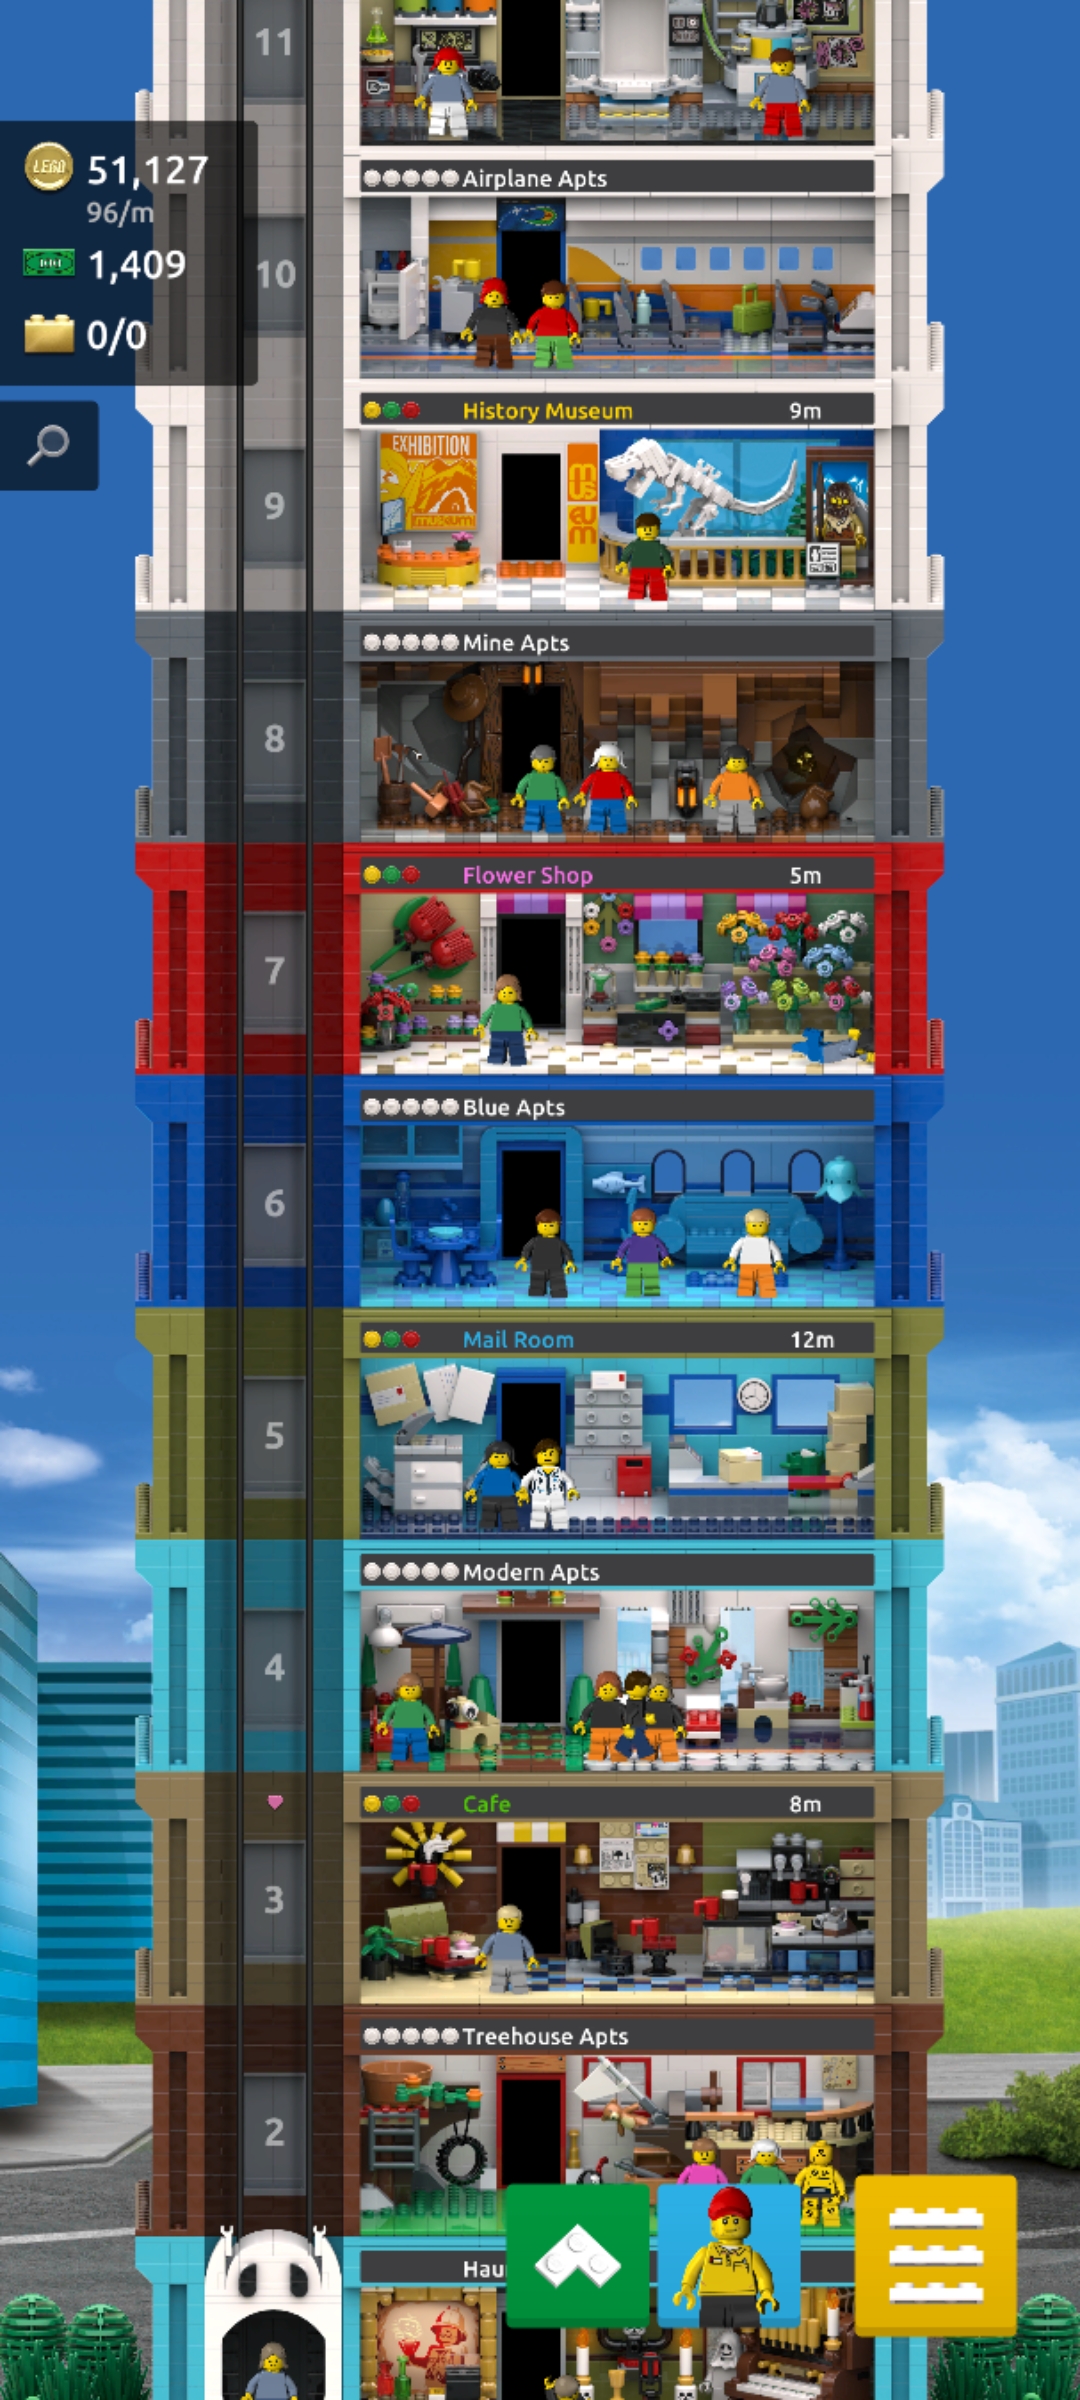 11
LEGO
51,127
96/m
1,409
0/0
Airplane Apts
10
History Museum 9m
EXHIBITION
museum
mus
eum
9
Mine Apts
8
Flower Shop 5m
7
Blue Apts
6
Mail Room 12m
5
Modern Apts
4
Cafe 8m
3
Treehouse Apts
2
Hau